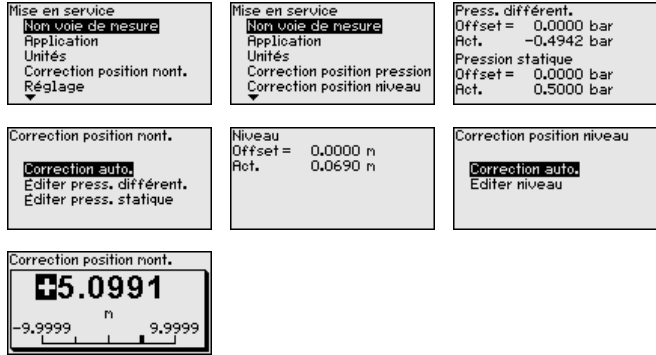 Mise en service
Nom voie de mesure
Application
Unités
Correction position mont.
Réglage
Mise en service
Nom voie de mesure
Application
Unités
Correction position pression
Correction position niveau
Press. différent.
Offset = 0.0000 bar
Act. -0.4942 bar
Pression statique
Offset = 0.0000 bar
Act. 0.5000 bar
Correction position mont.
Correction auto.
Éditer press. différent.
Éditer press. statique
Niveau
Offset = 0.0000 m
Act. 0.0690 m
Correction position niveau
Correction auto.
Editer niveau
Correction position mont.
+5.0991
m
-9.9999 9.9999